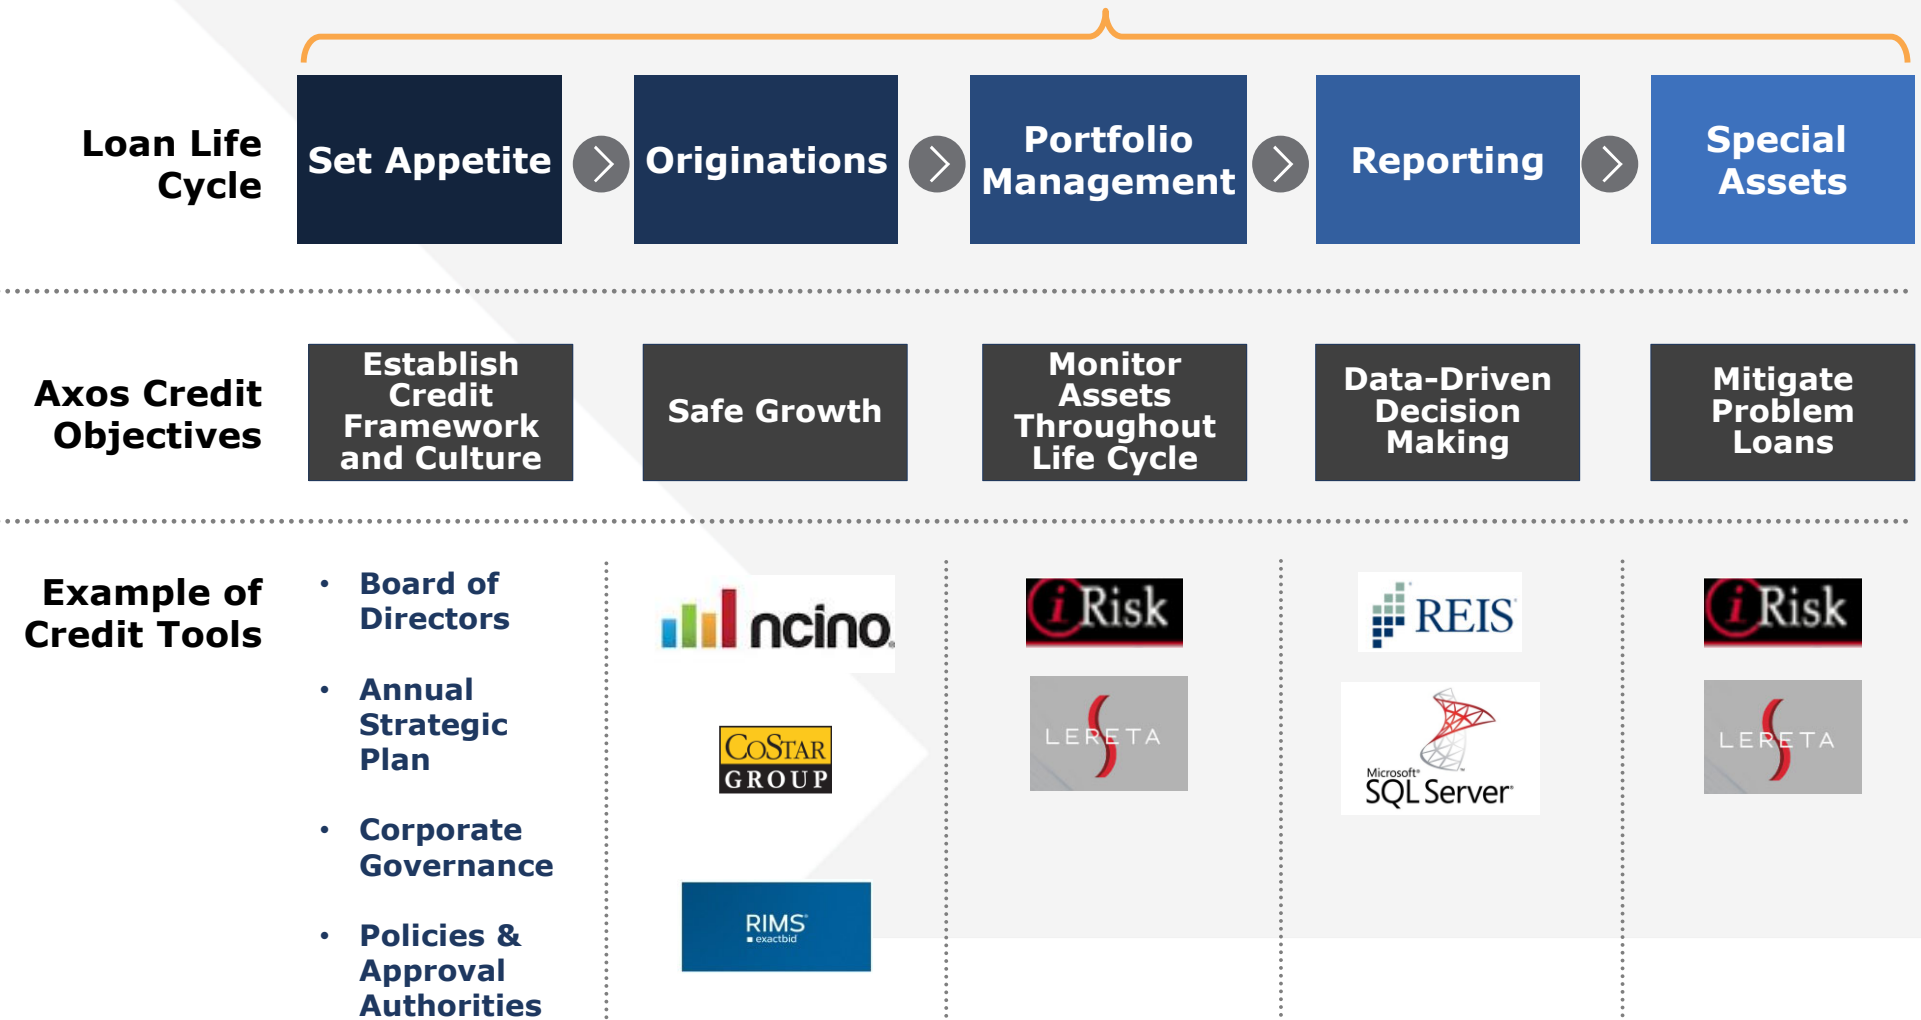 Loan Life
Cycle
Set Appetite
Originations
Portfolio
Management
Reporting
Special
Assets
Axos Credit
Objectives
Establish
Credit
Framework
and Culture
Safe Growth
Monitor
Assets
Throughout
Life Cycle
Data-Driven
Decision
Making
Mitigate
Problem
Loans
Example of
Credit Tools
• Board of
Directors
• Annual
Strategic
Plan
• Corporate
Governance
• Policies &
Approval
Authorities
ncino.
COSTAR
GROUP
RIMS
exactbid
iRisk
LERETA
REIS
Microsoft®
SQL Server®
iRisk
LERETA